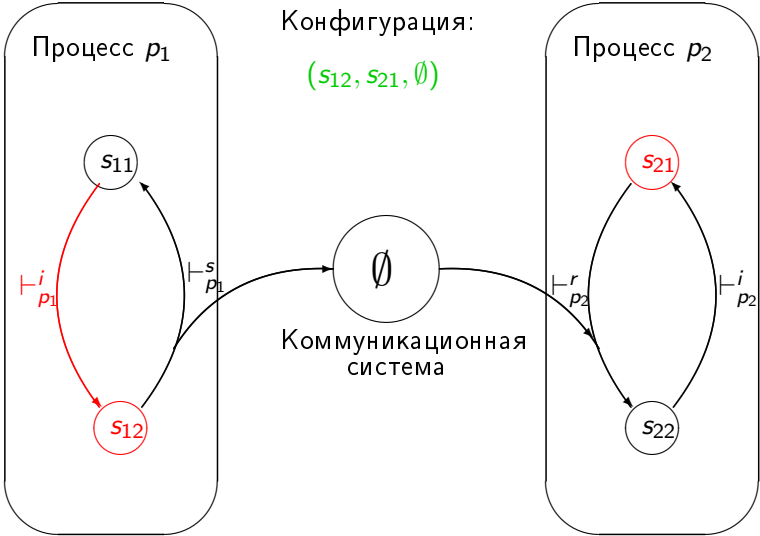 Процесс p₁
Конфигурация:
Процесс p₂
(s₁₂, s₂₁, ∅)
s₁₁
s₂₁
∅
⊢ⁱp₁
⊢ˢp₁
⊢ʳp₂
⊢ⁱp₂
Коммуникационная
система
s₁₂
s₂₂